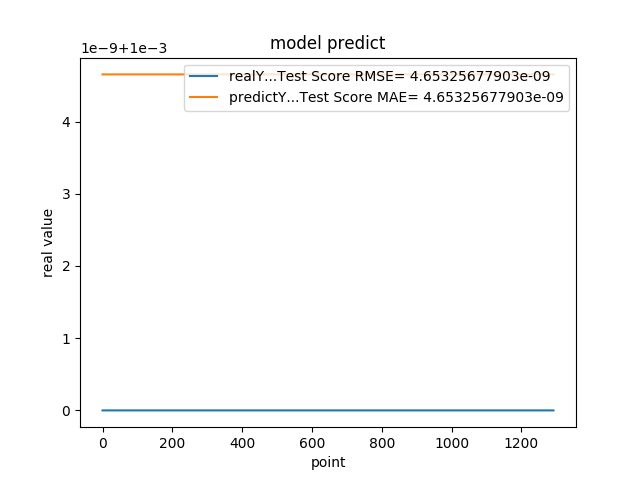 model predict
1e−9+1e−3
realY...Test Score RMSE= 4.65325677903e-09
predictY...Test Score MAE= 4.65325677903e-09
4
3
2
1
0
real value
0 200 400 600 800 1000 1200
point